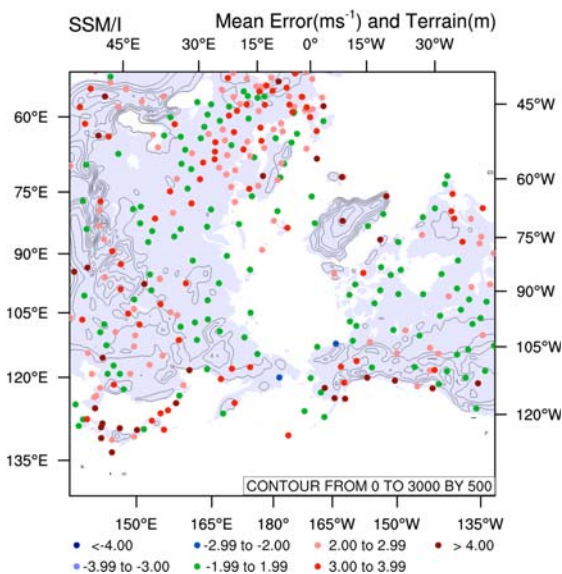 SSM/I Mean Error(ms⁻¹) and Terrain(m)
45°E 30°E 15°E 0° 15°W 30°W
60°E 45°W
75°E 60°W
90°E 75°W
105°E 90°W
120°E 105°W
135°E 120°W
CONTOUR FROM 0 TO 3000 BY 500
150°E 165°E 180° 165°W 150°W 135°W
<-4.00 -2.99 to -2.00 2.00 to 2.99 > 4.00
-3.99 to -3.00 -1.99 to 1.99 3.00 to 3.99